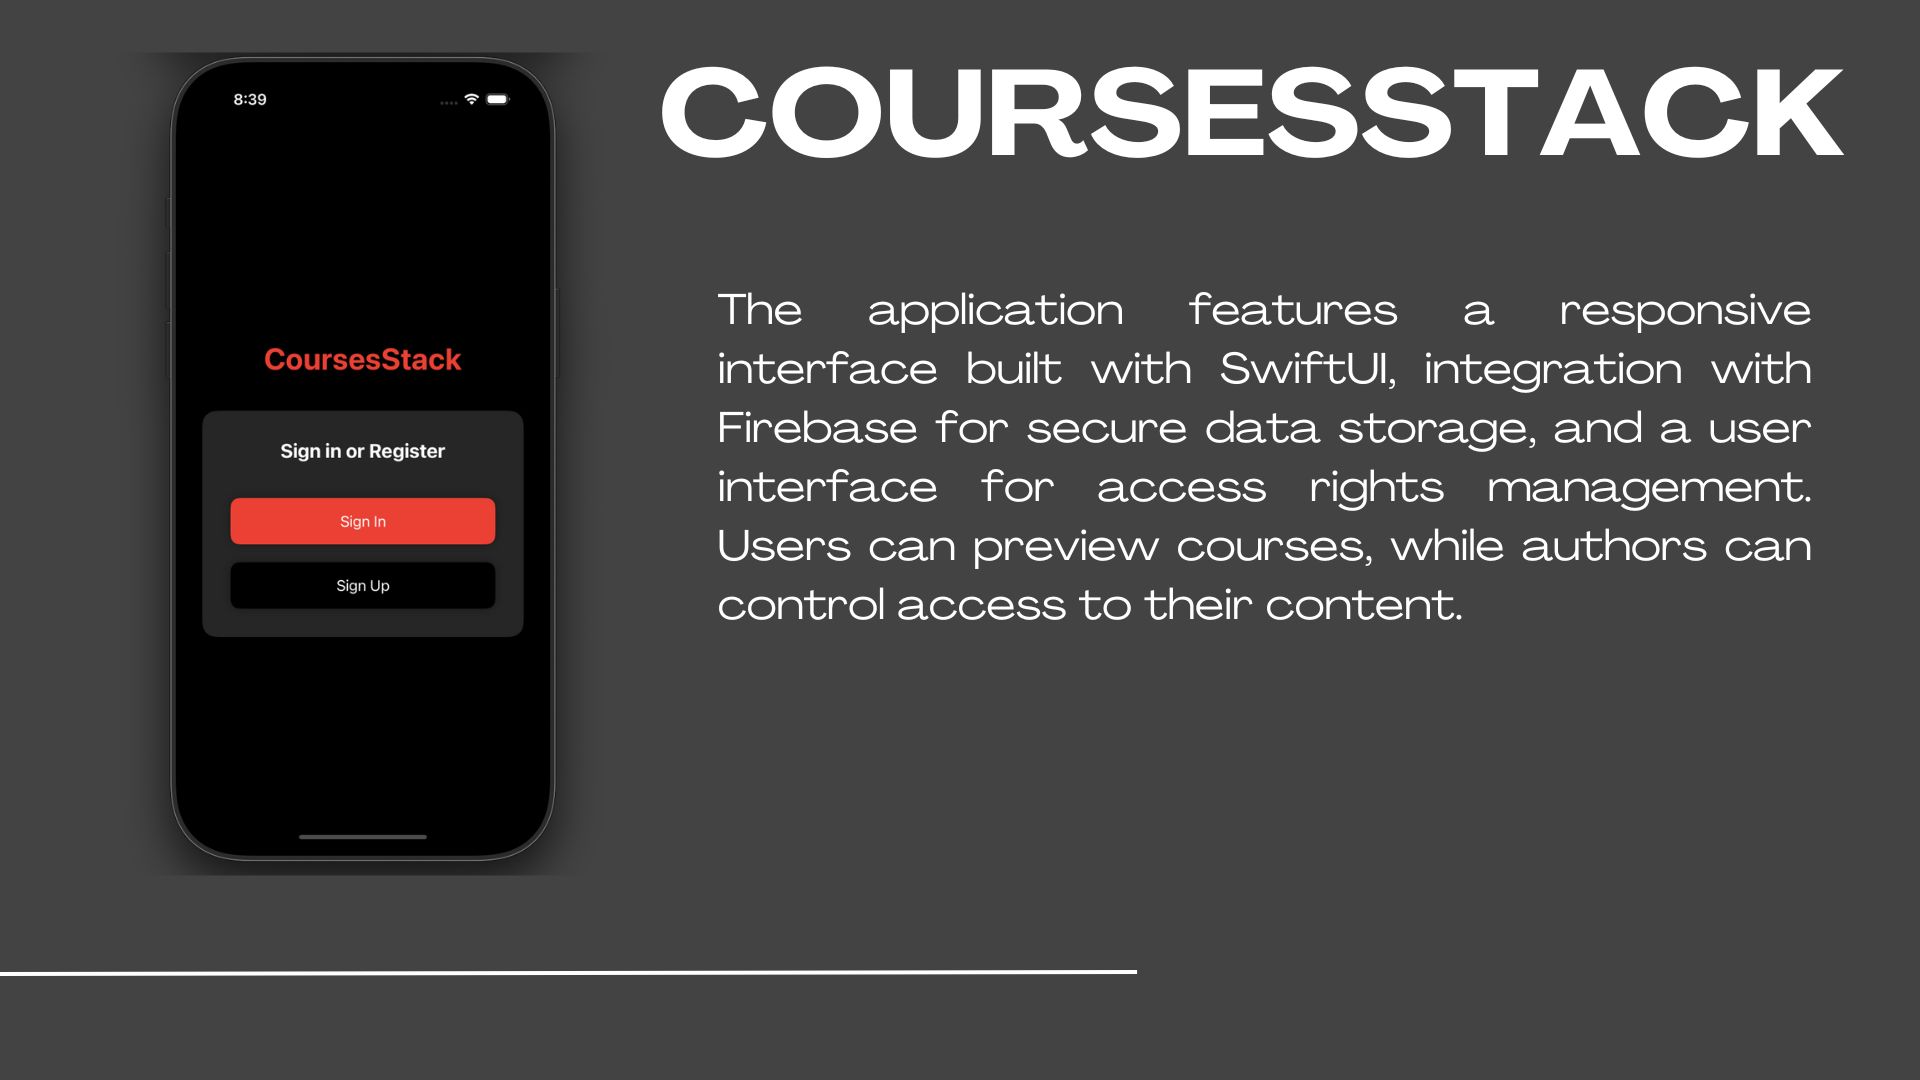 COURSESSTACK
8:39
CoursesStack
Sign in or Register
Sign In
Sign Up
The application features a responsive
interface built with SwiftUI, integration with
Firebase for secure data storage, and a user
interface for access rights management.
Users can preview courses, while authors can
control access to their content.